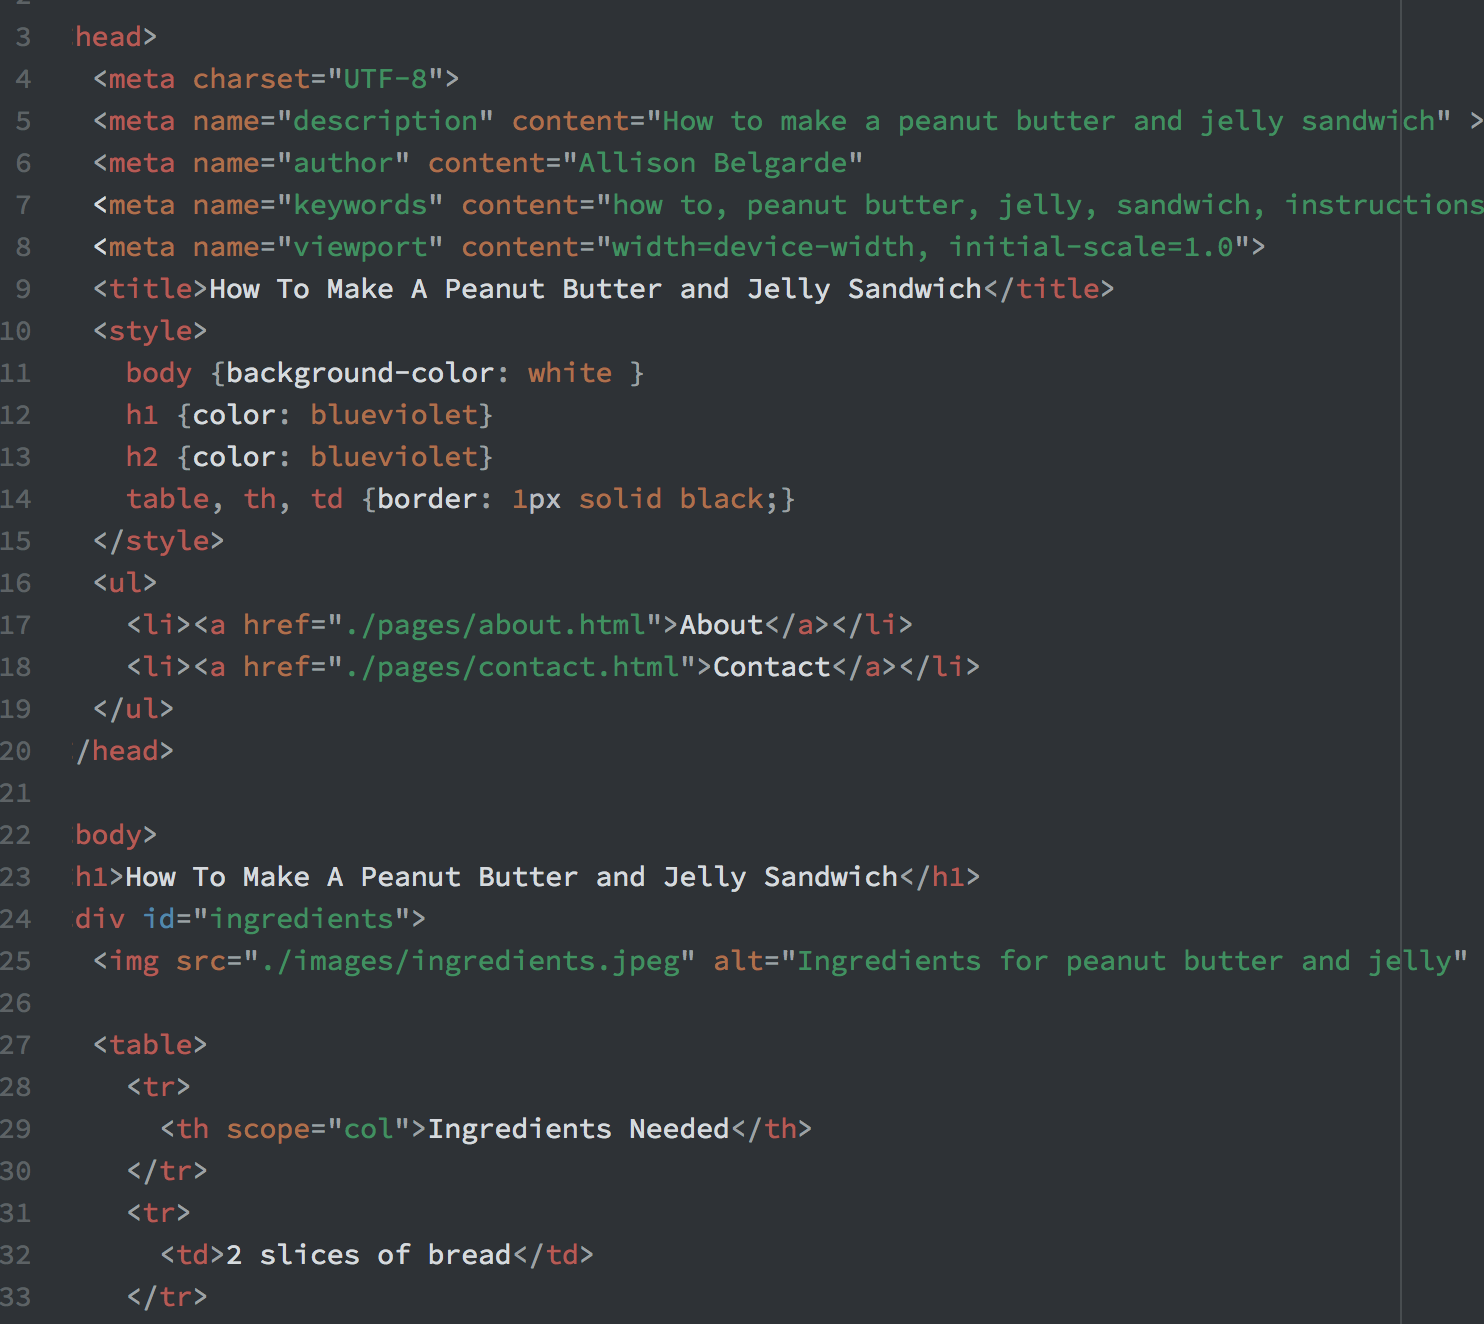 3 head>
4 <meta charset="UTF-8">
5 <meta name="description" content="How to make a peanut butter and jelly sandwich" >
6 <meta name="author" content="Allison Belgarde"
7 <meta name="keywords" content="how to, peanut butter, jelly, sandwich, instructions
8 <meta name="viewport" content="width=device-width, initial-scale=1.0">
9 <title>How To Make A Peanut Butter and Jelly Sandwich</title>
10 <style>
11 body {background-color: white }
12 h1 {color: blueviolet}
13 h2 {color: blueviolet}
14 table, th, td {border: 1px solid black;}
15 </style>
16 <ul>
17 <li><a href="./pages/about.html">About</a></li>
18 <li><a href="./pages/contact.html">Contact</a></li>
19 </ul>
20 /head>
21
22 body>
23 h1>How To Make A Peanut Butter and Jelly Sandwich</h1>
24 div id="ingredients">
25 <img src="./images/ingredients.jpeg" alt="Ingredients for peanut butter and jelly"
26
27 <table>
28 <tr>
29 <th scope="col">Ingredients Needed</th>
30 </tr>
31 <tr>
32 <td>2 slices of bread</td>
33 </tr>